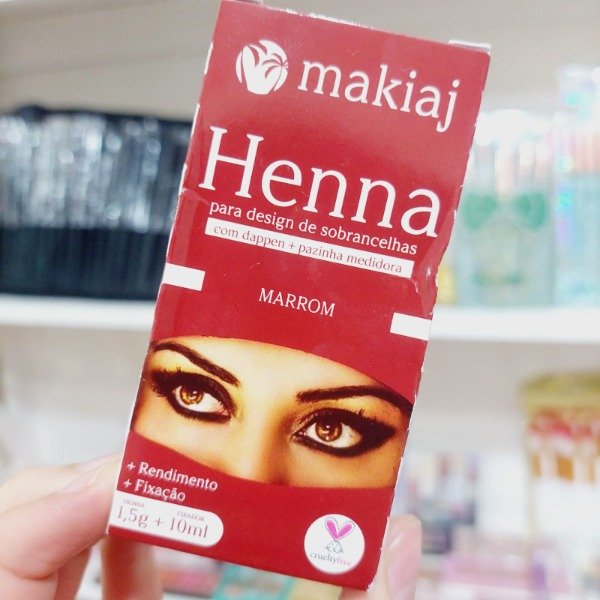 makiaj
Henna
para design de sobrancelhas
com dappen + pazinha medidora
MARROM
+ Rendimento
+ Fixação
HENNA FIXADOR
1,5g + 10ml
crueltyfree